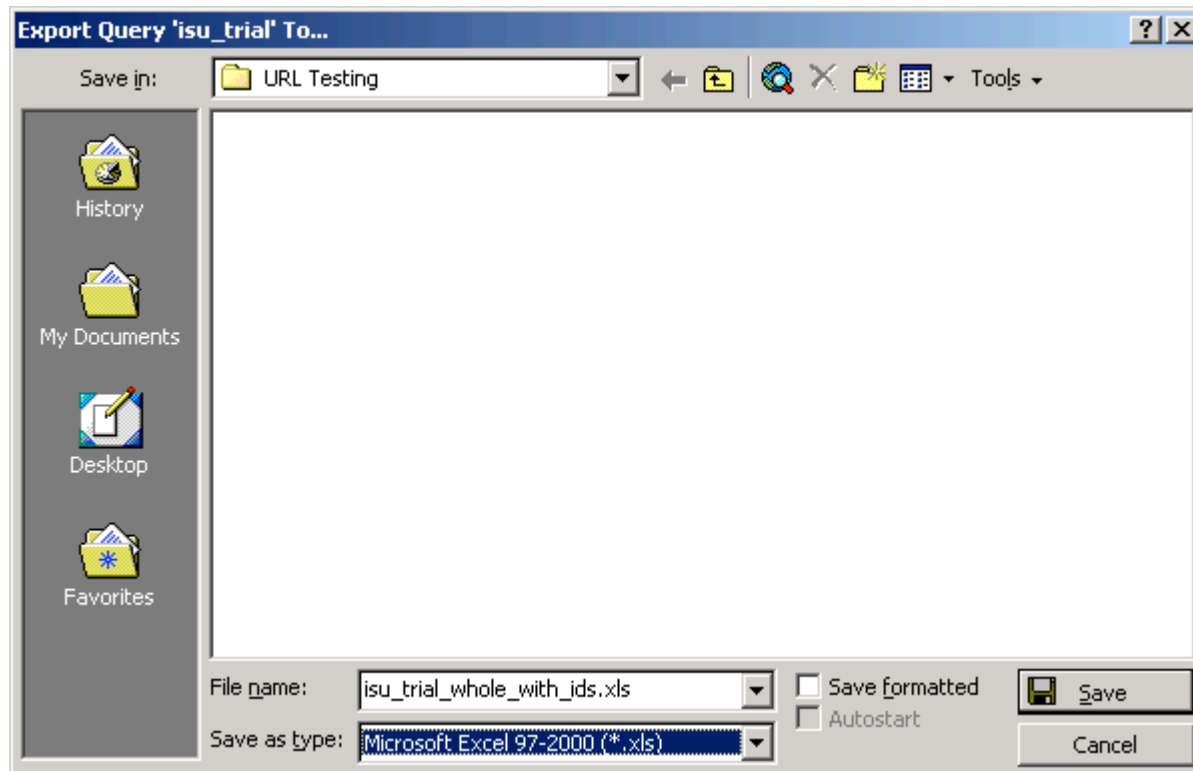 Export Query 'isu_trial' To...
Save in:
URL Testing
Tools
History
My Documents
Desktop
Favorites
File name:
isu_trial_whole_with_ids.xls
Save formatted
Save
Save as type:
Microsoft Excel 97-2000 (*.xls)
Autostart
Cancel